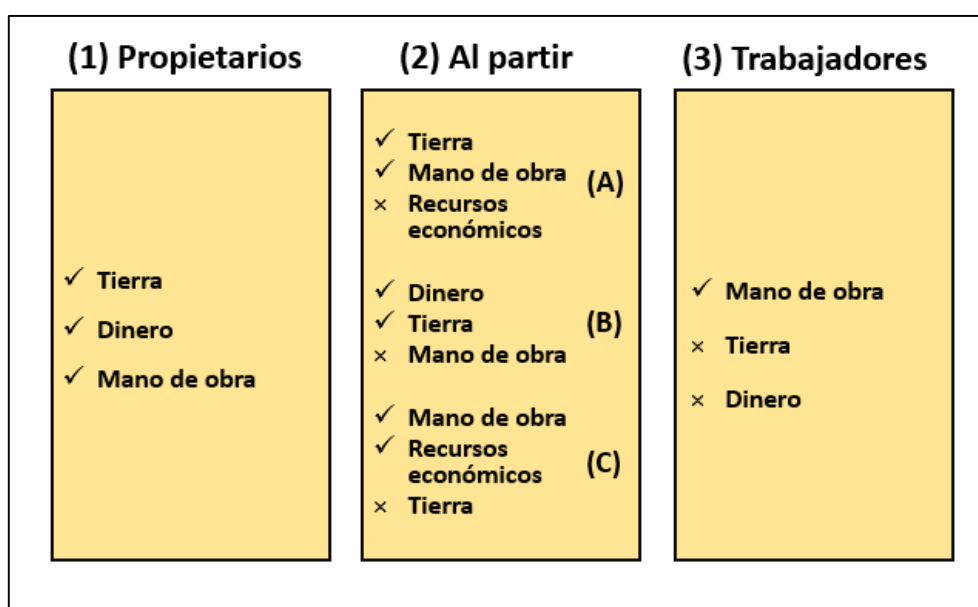 (1) Propietarios
✓ Tierra
✓ Dinero
✓ Mano de obra
(2) Al partir
✓ Tierra
✓ Mano de obra
× Recursos
económicos
(A)
✓ Dinero
✓ Tierra
× Mano de obra
(B)
✓ Mano de obra
✓ Recursos
económicos
× Tierra
(C)
(3) Trabajadores
✓ Mano de obra
× Tierra
× Dinero